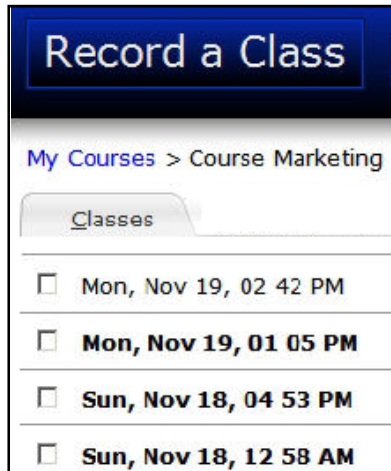 Record a Class
My Courses > Course Marketing
Classes
Mon, Nov 19, 02 42 PM
Mon, Nov 19, 01 05 PM
Sun, Nov 18, 04 53 PM
Sun, Nov 18, 12 58 AM